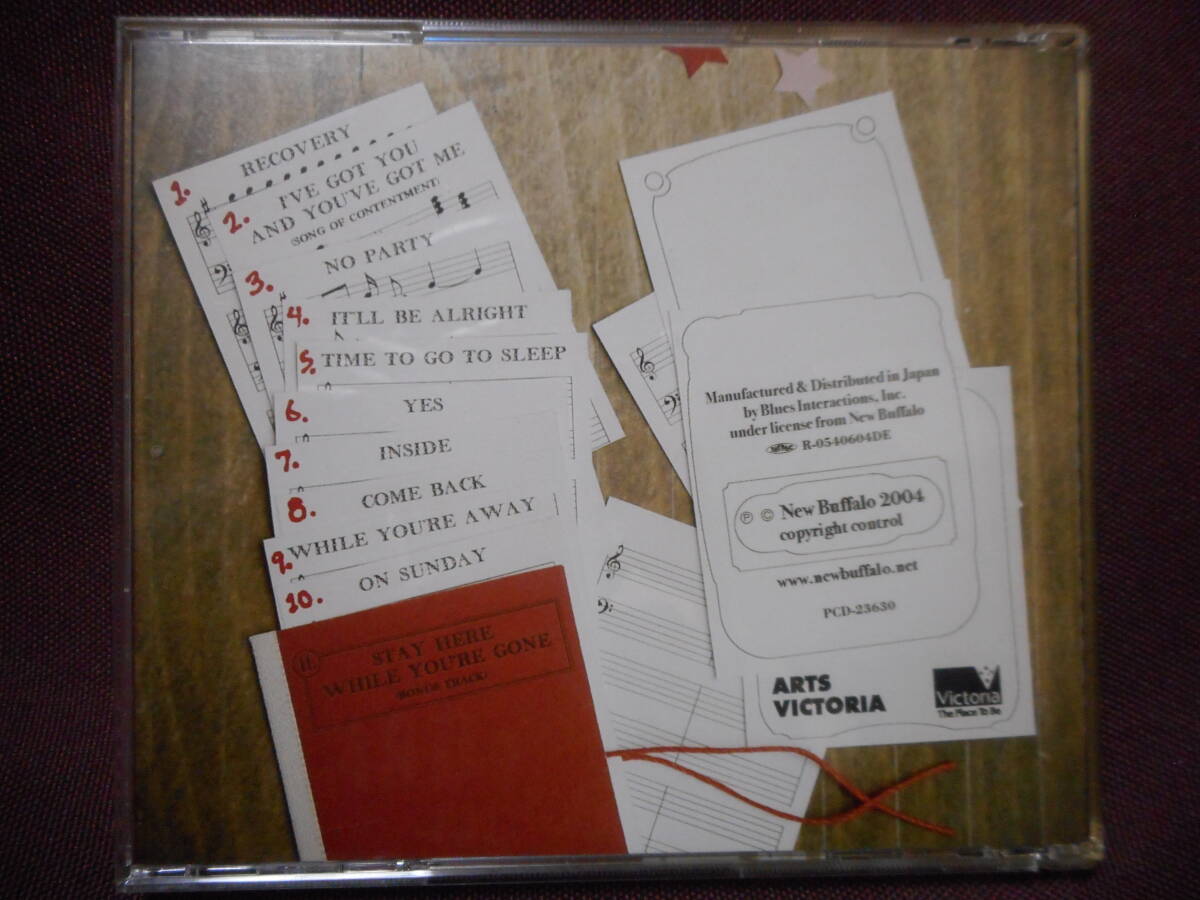 1. RECOVERY
2. I'VE GOT YOU
AND YOU'VE GOT ME
(SONG OF CONTENTMENT)
3. NO PARTY
4. IT'LL BE ALRIGHT
5. TIME TO GO TO SLEEP
6. YES
7. INSIDE
8. COME BACK
9. WHILE YOU'RE AWAY
10. ON SUNDAY
11. STAY HERE
WHILE YOU'RE GONE
(BONUS TRACK)
Manufactured & Distributed in Japan
by Blues Interactions, Inc.
under license from New Buffalo
R-0540604DE
℗ © New Buffalo 2004
copyright control
www.newbuffalo.net
PCD-23630
ARTS
VICTORIA
Victoria
The Place To Be